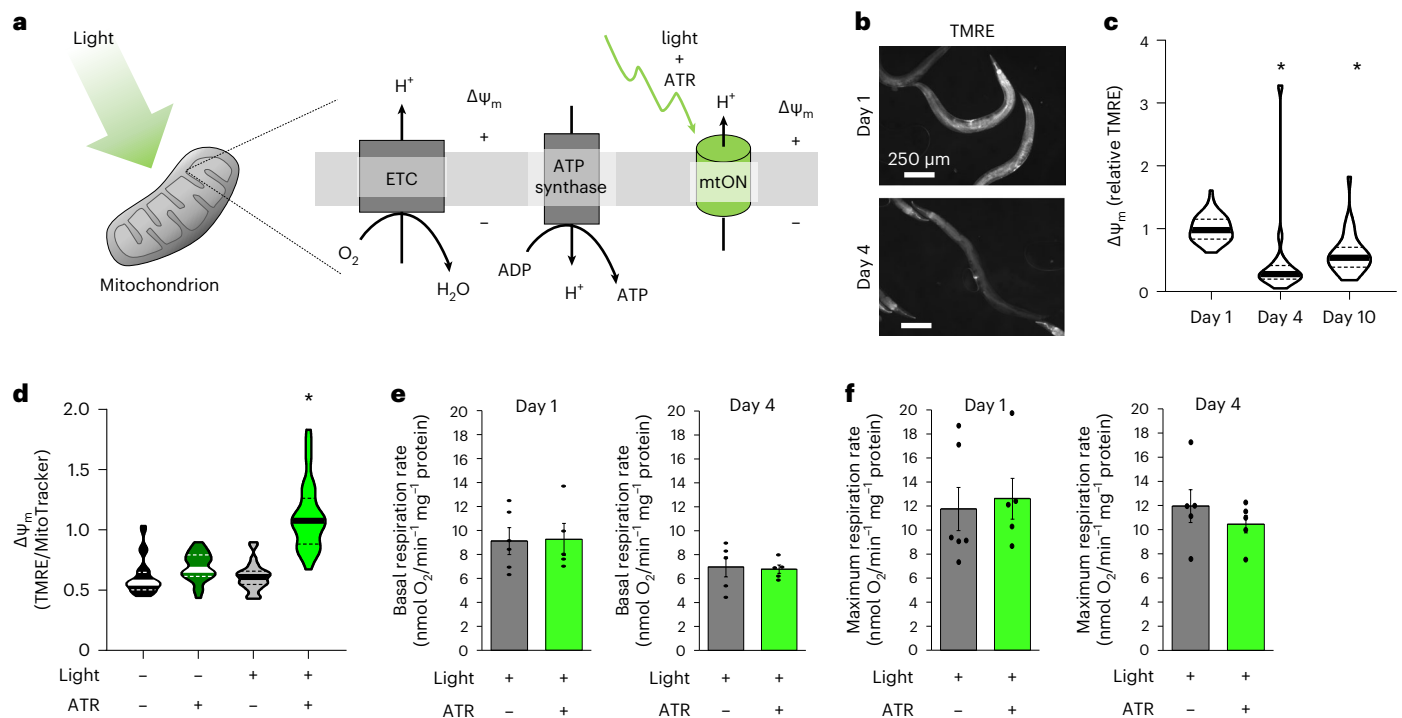 a
Light
Mitochondrion
H⁺
Δψₘ
+
−
ETC
O₂
H₂O
ATP
synthase
ADP
H⁺
ATP
light
+
ATR
H⁺
mtON
Δψₘ
+
−
b
TMRE
Day 1
250 µm
Day 4
c
Δψₘ (relative TMRE)
4
3
2
1
0
*
*
Day 1 Day 4 Day 10
d
Δψₘ
(TMRE/MitoTracker)
2.0
1.5
1.0
0.5
0
*
Light − − + +
ATR − + − +
e
Day 1
Basal respiration rate
(nmol O₂/min⁻¹ mg⁻¹ protein)
20
18
16
14
12
10
8
6
4
2
0
Light + +
ATR − +
Day 4
Basal respiration rate
(nmol O₂/min⁻¹ mg⁻¹ protein)
20
18
16
14
12
10
8
6
4
2
0
Light + +
ATR − +
f
Day 1
Maximum respiration rate
(nmol O₂/min⁻¹ mg⁻¹ protein)
20
18
16
14
12
10
8
6
4
2
0
Light + +
ATR − +
Day 4
Maximum respiration rate
(nmol O₂/min⁻¹ mg⁻¹ protein)
20
18
16
14
12
10
8
6
4
2
0
Light + +
ATR − +